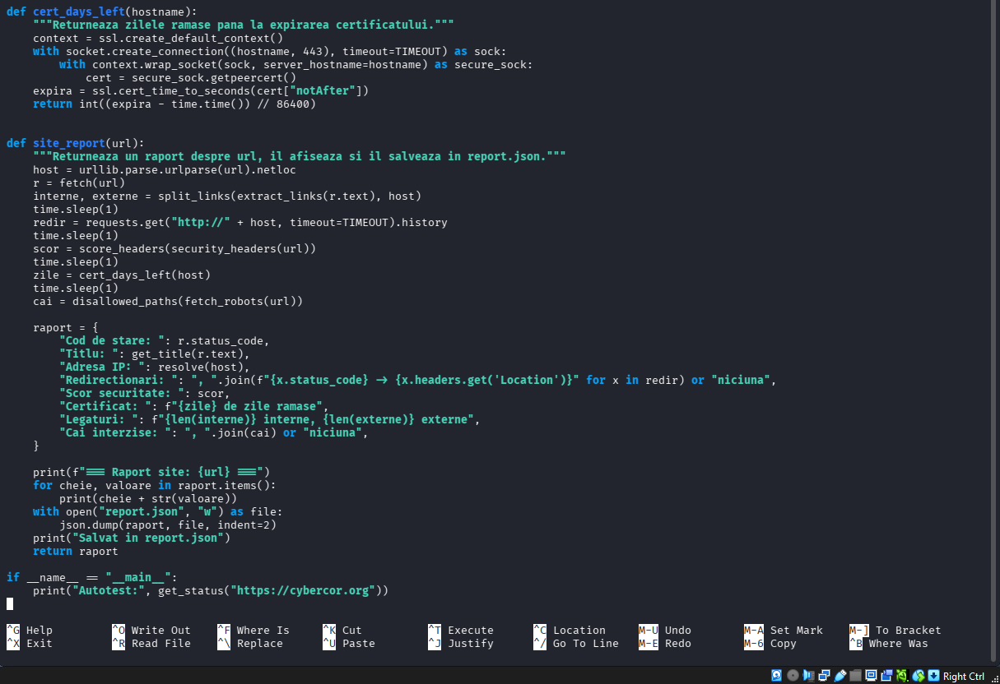 def cert_days_left(hostname):
    """Returneaza zilele ramase pana la expirarea certificatului."""
    context = ssl.create_default_context()
    with socket.create_connection((hostname, 443), timeout=TIMEOUT) as sock:
        with context.wrap_socket(sock, server_hostname=hostname) as secure_sock:
            cert = secure_sock.getpeercert()
    expira = ssl.cert_time_to_seconds(cert["notAfter"])
    return int((expira - time.time()) // 86400)
def site_report(url):
    """Returneaza un raport despre url, il afiseaza si il salveaza in report.json."""
    host = urllib.parse.urlparse(url).netloc
    r = fetch(url)
    interne, externe = split_links(extract_links(r.text), host)
    time.sleep(1)
    redir = requests.get("http://" + host, timeout=TIMEOUT).history
    time.sleep(1)
    scor = score_headers(security_headers(url))
    time.sleep(1)
    zile = cert_days_left(host)
    time.sleep(1)
    cai = disallowed_paths(fetch_robots(url))
    raport = {
        "Cod de stare: ": r.status_code,
        "Titlu: ": get_title(r.text),
        "Adresa IP: ": resolve(host),
        "Redirectionari: ": ", ".join(f"{x.status_code} -> {x.headers.get('Location')}" for x in redir) or "niciuna",
        "Scor securitate: ": scor,
        "Certificat: ": f"{zile} de zile ramase",
        "Legaturi: ": f"{len(interne)} interne, {len(externe)} externe",
        "Cai interzise: ": ", ".join(cai) or "niciuna",
    }
    print(f"=== Raport site: {url} ===")
    for cheie, valoare in raport.items():
        print(cheie + str(valoare))
    with open("report.json", "w") as file:
        json.dump(raport, file, indent=2)
    print("Salvat in report.json")
    return raport
if __name__ == "__main__":
    print("Autotest:", get_status("https://cybercor.org"))
^G Help ^O Write Out ^F Where Is ^K Cut ^T Execute ^C Location M-U Undo M-A Set Mark M-] To Bracket
^X Exit ^R Read File ^\ Replace ^U Paste ^J Justify ^/ Go To Line M-E Redo M-6 Copy ^B Where Was
Right Ctrl